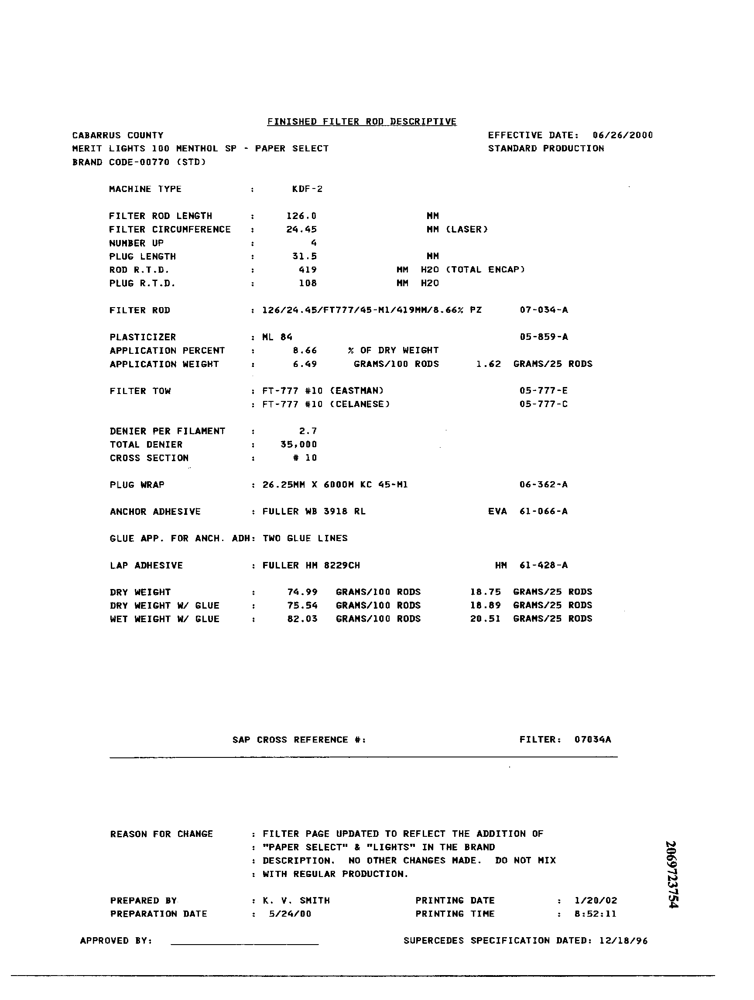 FINISHED FILTER ROD DESCRIPTIVE
CABARRUS COUNTY EFFECTIVE DATE: 06/26/2000
MERIT LIGHTS 100 MENTHOL SP - PAPER SELECT STANDARD PRODUCTION
BRAND CODE-00770 (STD)
MACHINE TYPE : KDF-2
FILTER ROD LENGTH : 126.0 MM
FILTER CIRCUMFERENCE : 24.45 MM (LASER)
NUMBER UP : 4
PLUG LENGTH : 31.5 MM
ROD R.T.D. : 419 MM H2O (TOTAL ENCAP)
PLUG R.T.D. : 108 MM H2O
FILTER ROD : 126/24.45/FT777/45-M1/419MM/8.66% PZ 07-034-A
PLASTICIZER : ML 84 05-859-A
APPLICATION PERCENT : 8.66 % OF DRY WEIGHT
APPLICATION WEIGHT : 6.49 GRAMS/100 RODS 1.62 GRAMS/25 RODS
FILTER TOW : FT-777 #10 (EASTMAN) 05-777-E
: FT-777 #10 (CELANESE) 05-777-C
DENIER PER FILAMENT : 2.7
TOTAL DENIER : 35,000
CROSS SECTION : # 10
PLUG WRAP : 26.25MM X 6000M KC 45-M1 06-362-A
ANCHOR ADHESIVE : FULLER WB 3918 RL EVA 61-066-A
GLUE APP. FOR ANCH. ADH: TWO GLUE LINES
LAP ADHESIVE : FULLER HM 8229CH HM 61-428-A
DRY WEIGHT : 74.99 GRAMS/100 RODS 18.75 GRAMS/25 RODS
DRY WEIGHT W/ GLUE : 75.54 GRAMS/100 RODS 18.89 GRAMS/25 RODS
WET WEIGHT W/ GLUE : 82.03 GRAMS/100 RODS 20.51 GRAMS/25 RODS
SAP CROSS REFERENCE #: FILTER: 07034A
REASON FOR CHANGE : FILTER PAGE UPDATED TO REFLECT THE ADDITION OF
: "PAPER SELECT" & "LIGHTS" IN THE BRAND
: DESCRIPTION. NO OTHER CHANGES MADE. DO NOT MIX
: WITH REGULAR PRODUCTION.
PREPARED BY : K. V. SMITH PRINTING DATE : 1/20/02
PREPARATION DATE : 5/24/00 PRINTING TIME : 8:52:11
APPROVED BY: SUPERCEDES SPECIFICATION DATED: 12/18/96
2069723754